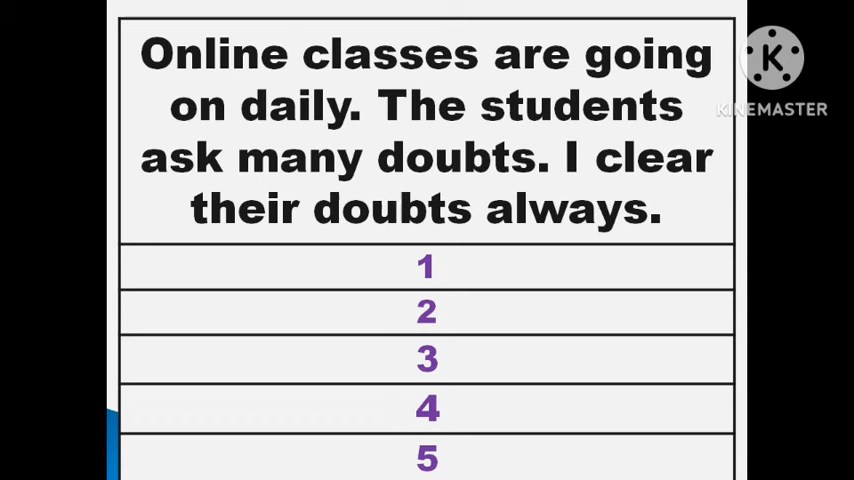 Online classes are going
on daily. The students
ask many doubts. I clear
their doubts always.
1
2
3
4
5
K
KINEMASTER